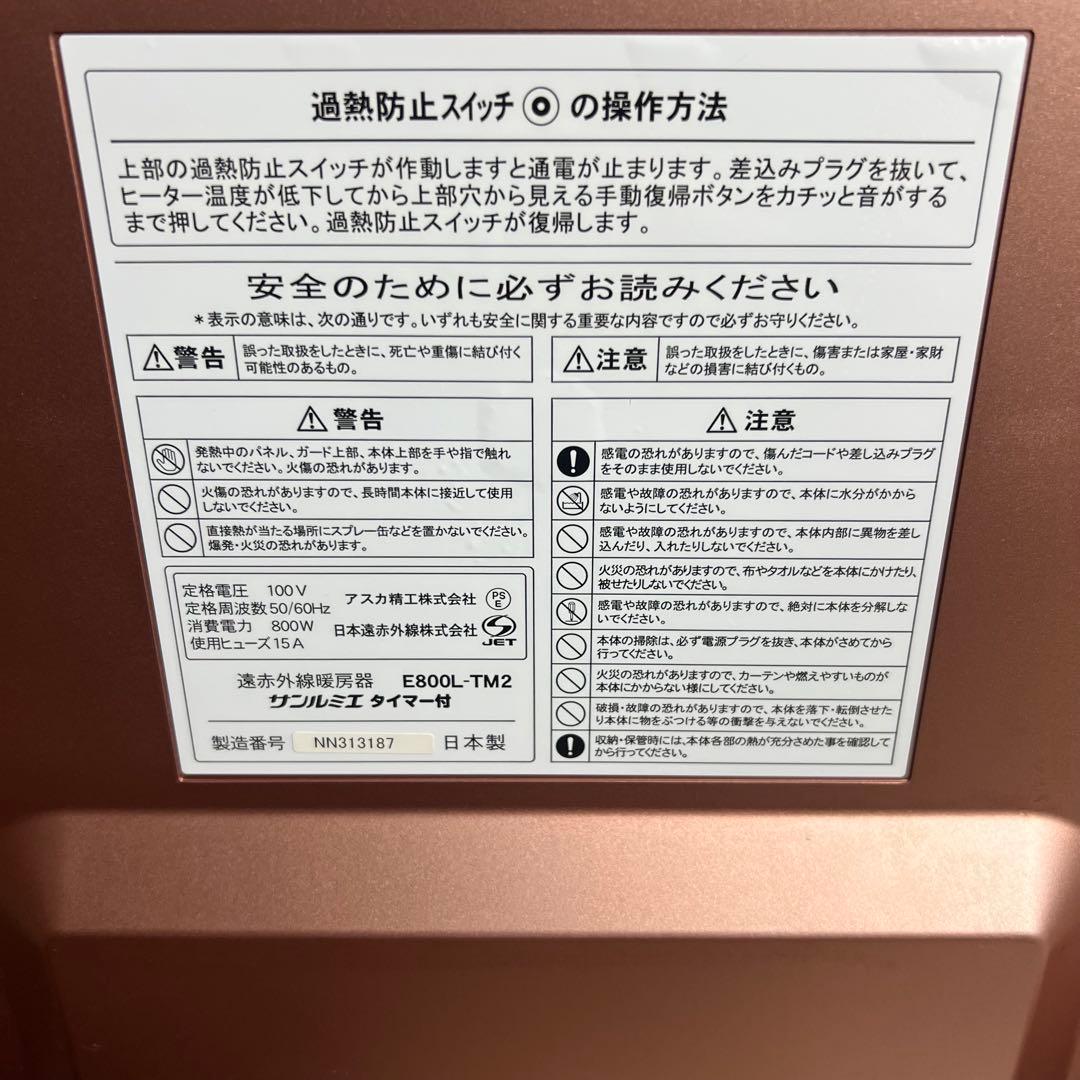 過熱防止スイッチ の操作方法
上部の過熱防止スイッチが作動しますと通電が止まります。差込みプラグを抜いて、
ヒーター温度が低下してから上部穴から見える手動復帰ボタンをカチッと音がする
まで押してください。過熱防止スイッチが復帰します。
安全のために必ずお読みください
*表示の意味は、次の通りです。いずれも安全に関する重要な内容ですので必ずお守りください。
警告
誤った取扱をしたときに、死亡や重傷に結び付く
可能性のあるもの。
注意
誤った取扱をしたときに、傷害または家屋・家財
などの損害に結び付くもの。
警告
発熱中のパネル、ガード上部、本体上部を手や指で触れ
ないでください。火傷の恐れがあります。
火傷の恐れがありますので、長時間本体に接近して使用
しないでください。
直接熱が当たる場所にスプレー缶などを置かないでください。
爆発・火災の恐れがあります。
定格電圧 100V
定格周波数 50/60Hz
消費電力 800W
使用ヒューズ 15A
アスカ精工株式会社
PS
E
日本遠赤外線株式会社
JET
遠赤外線暖房器 E800L-TM2
サンルミエ タイマー付
製造番号 NN313187 日本製
注意
感電の恐れがありますので、傷んだコードや差し込みプラグ
をそのまま使用しないでください。
感電や故障の恐れがありますので、本体に水分がかから
ないようにしてください。
感電や故障の恐れがありますので、本体内部に異物を差し
込んだり、入れたりしないでください。
火災の恐れがありますので、布やタオルなどを本体にかけたり、
被せたりしないでください。
感電や故障の恐れがありますので、絶対に本体を分解しな
いでください。
本体の掃除は、必ず電源プラグを抜き、本体がさめてから
行ってください。
火災の恐れがありますので、カーテンや燃えやすいものが
本体にかからない様にしてください。
破損・故障の恐れがありますので、本体を落下・転倒させた
り本体に物をぶつける等の衝撃を与えないでください。
収納・保管時には、本体各部の熱が充分さめた事を確認して
から行ってください。